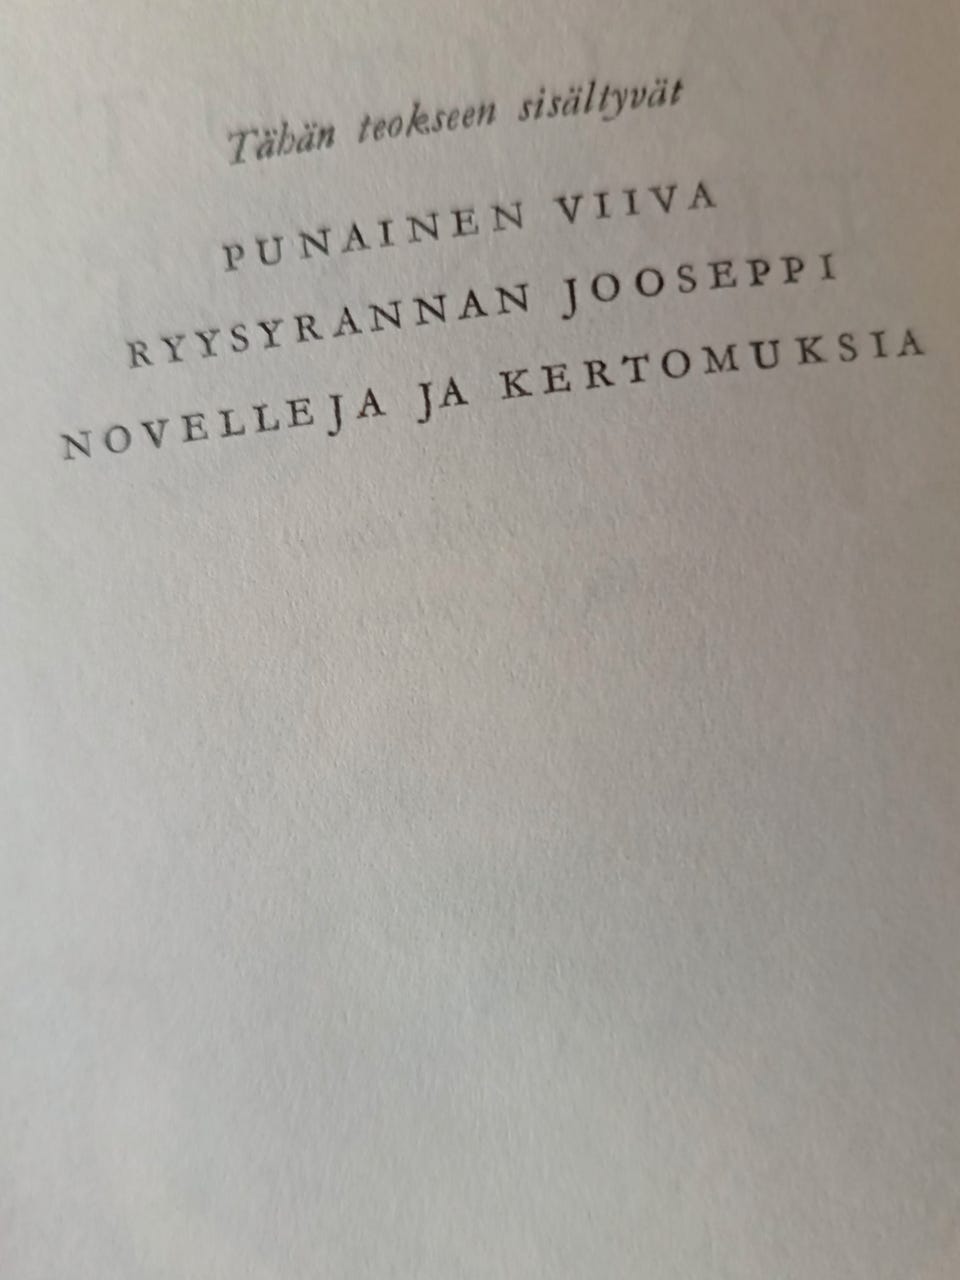 Tähän teokseen sisältyvät
PUNAINEN VIIVA
RYYSYRANNAN JOOSEPPI
NOVELLEJA JA KERTOMUKSIA